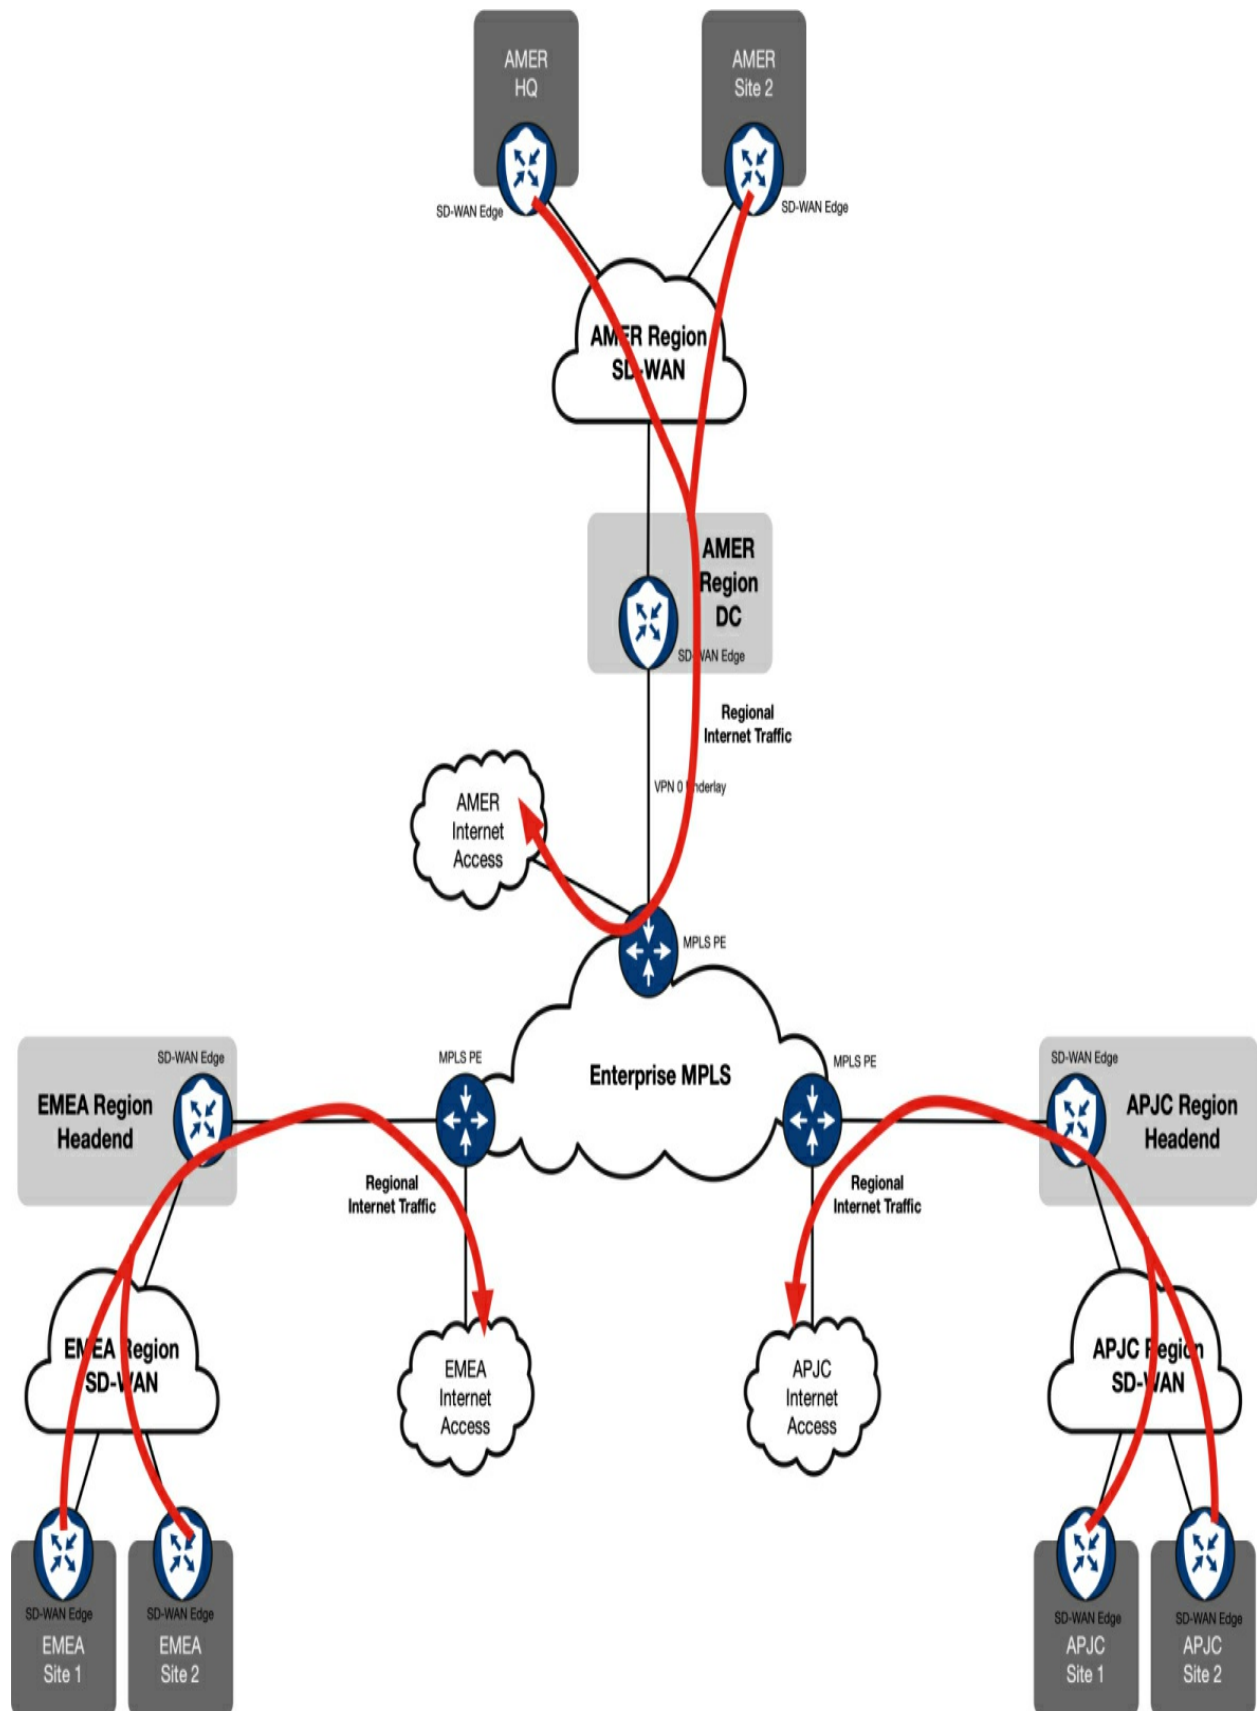 AMER
HQ
AMER
Site 2
SD-WAN Edge
SD-WAN Edge
AMER Region
SD-WAN
AMER
Region
DC
SD-WAN Edge
Regional
Internet Traffic
VPN 0 Underlay
AMER
Internet
Access
MPLS PE
SD-WAN Edge
MPLS PE
Enterprise MPLS
MPLS PE
SD-WAN Edge
EMEA Region
Headend
APJC Region
Headend
Regional
Internet Traffic
Regional
Internet Traffic
EMEA Region
SD-WAN
EMEA
Internet
Access
APJC
Internet
Access
APJC Region
SD-WAN
SD-WAN Edge
EMEA
Site 1
SD-WAN Edge
EMEA
Site 2
SD-WAN Edge
APJC
Site 1
SD-WAN Edge
APJC
Site 2